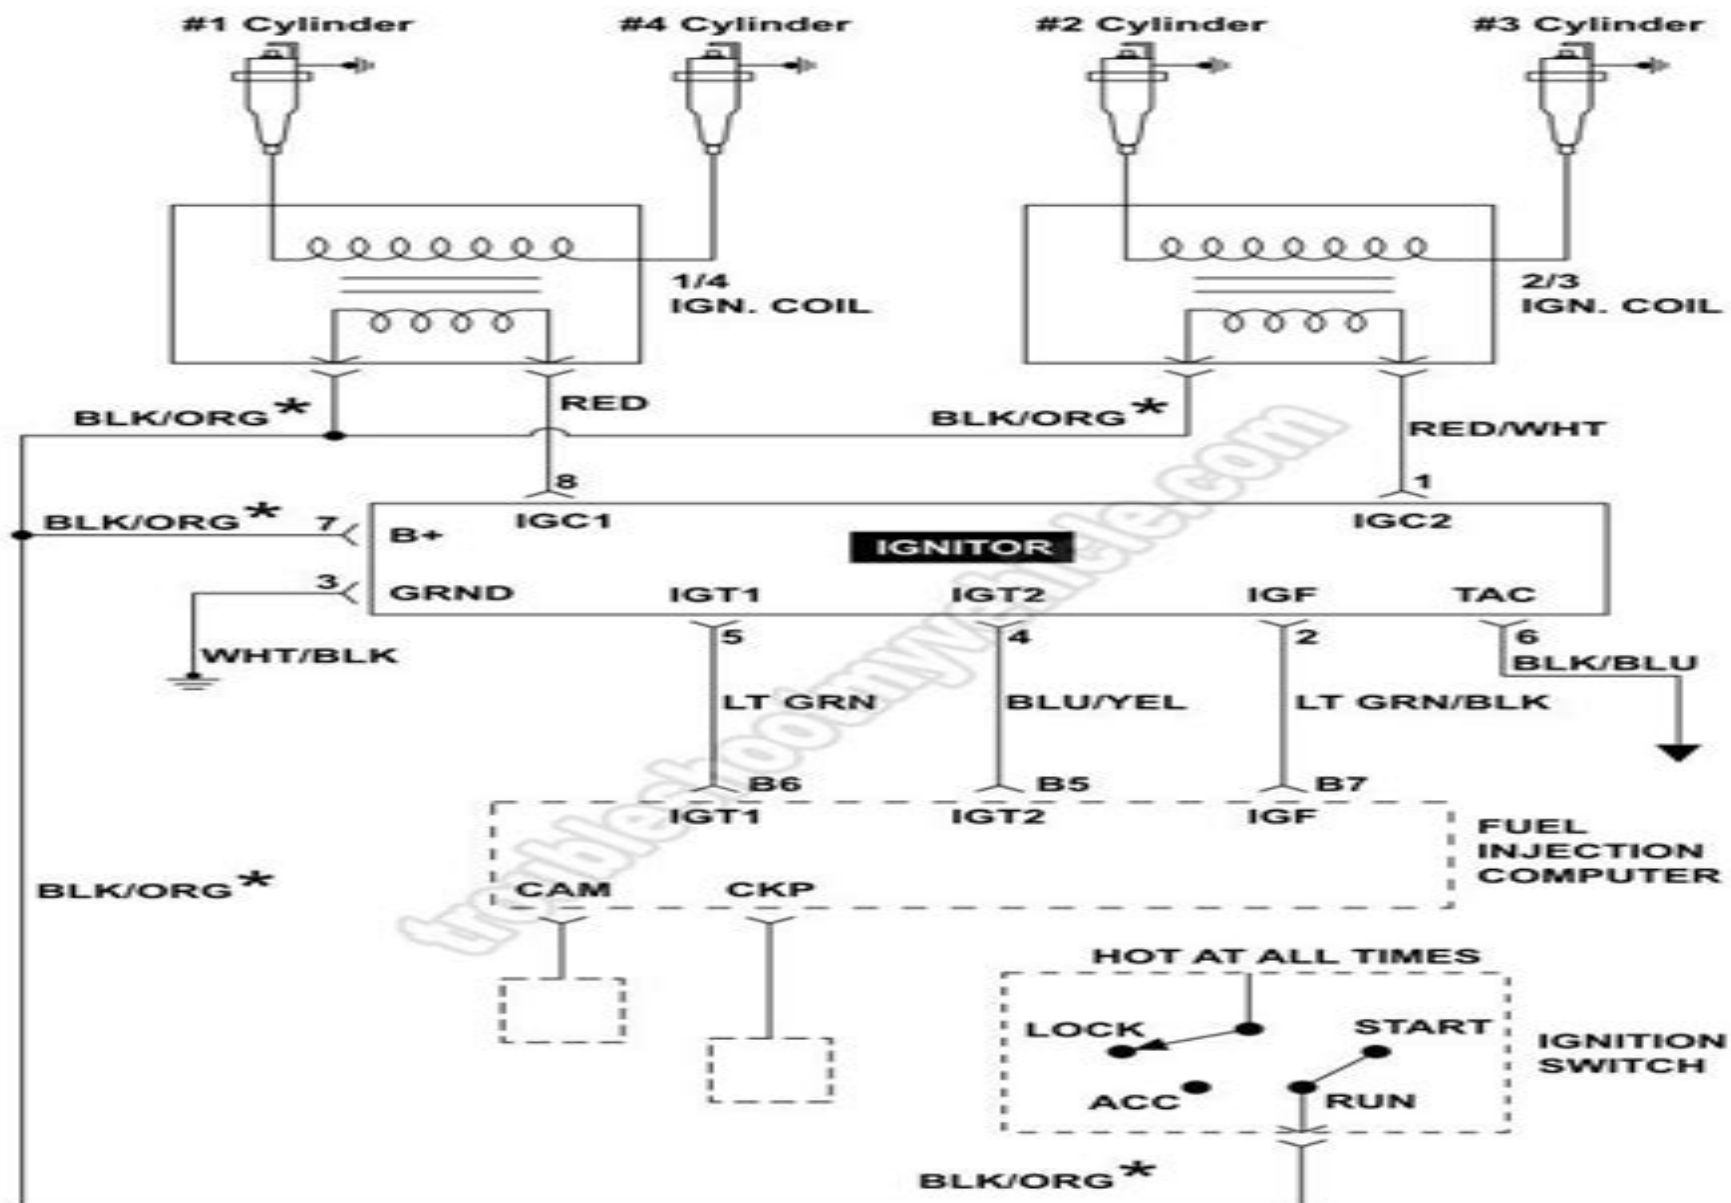 #1 Cylinder
#4 Cylinder
#2 Cylinder
#3 Cylinder
1/4
IGN. COIL
2/3
IGN. COIL
BLK/ORG*
RED
BLK/ORG*
RED/WHT
8
1
BLK/ORG*
7
B+
IGC1
IGNITOR
IGC2
3
GRND
IGT1
IGT2
IGF
TAC
5
4
2
6
WHT/BLK
BLK/BLU
LT GRN
BLU/YEL
LT GRN/BLK
B6
B5
B7
IGT1
IGT2
IGF
FUEL
INJECTION
COMPUTER
BLK/ORG*
CAM
CKP
HOT AT ALL TIMES
LOCK
START
IGNITION
SWITCH
ACC
RUN
BLK/ORG*
troubleshootmyvehicle.com